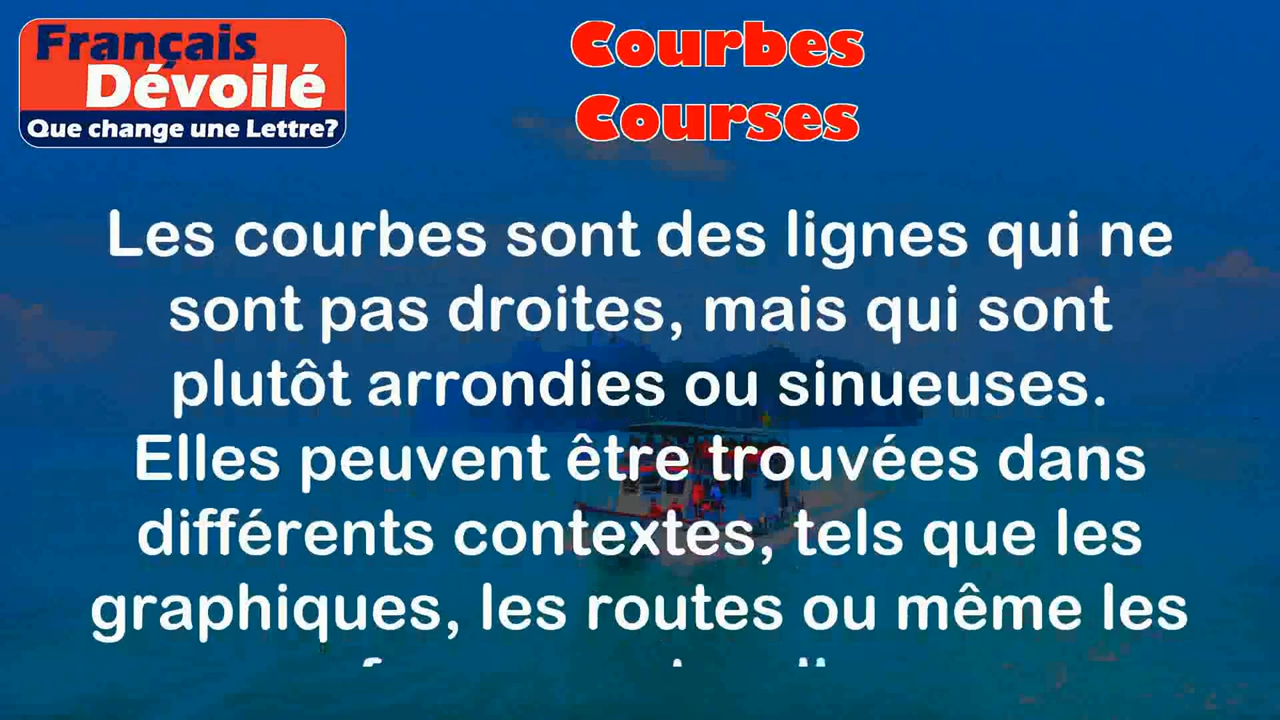 Français
Dévoilé
Que change une Lettre?
Courbes
Courses
Les courbes sont des lignes qui ne
sont pas droites, mais qui sont
plutôt arrondies ou sinueuses.
Elles peuvent être trouvées dans
différents contextes, tels que les
graphiques, les routes ou même les